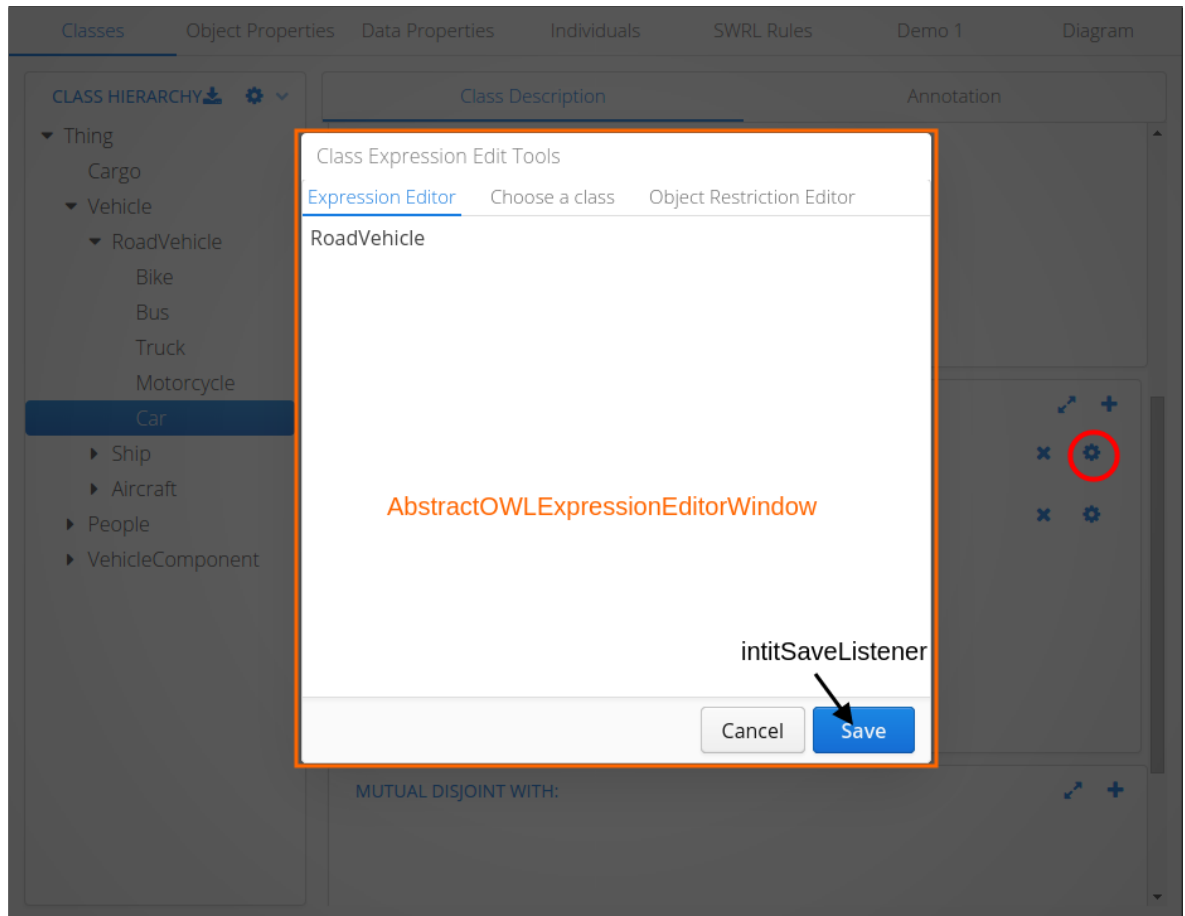 Classes Object Properties Data Properties Individuals SWRL Rules Demo 1 Diagram
CLASS HIERARCHY
Class Description Annotation
Thing
Cargo
Vehicle
RoadVehicle
Bike
Bus
Truck
Motorcycle
Car
Ship
Aircraft
People
VehicleComponent
Class Expression Edit Tools
Expression Editor Choose a class Object Restriction Editor
RoadVehicle
AbstractOWLExpressionEditorWindow
intitSaveListener
Cancel Save
MUTUAL DISJOINT WITH: